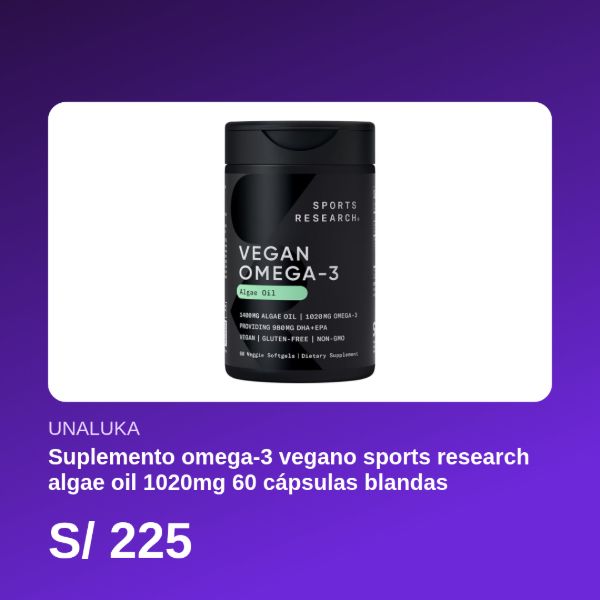 SPORTS
RESEARCH®
VEGAN
OMEGA-3
Algae Oil
1400MG ALGAE OIL | 1020MG OMEGA-3
PROVIDING 980MG DHA+EPA
VEGAN | GLUTEN-FREE | NON-GMO
60 Veggie Softgels | Dietary Supplement
UNALUKA
Suplemento omega-3 vegano sports research
algae oil 1020mg 60 cápsulas blandas
S/ 225